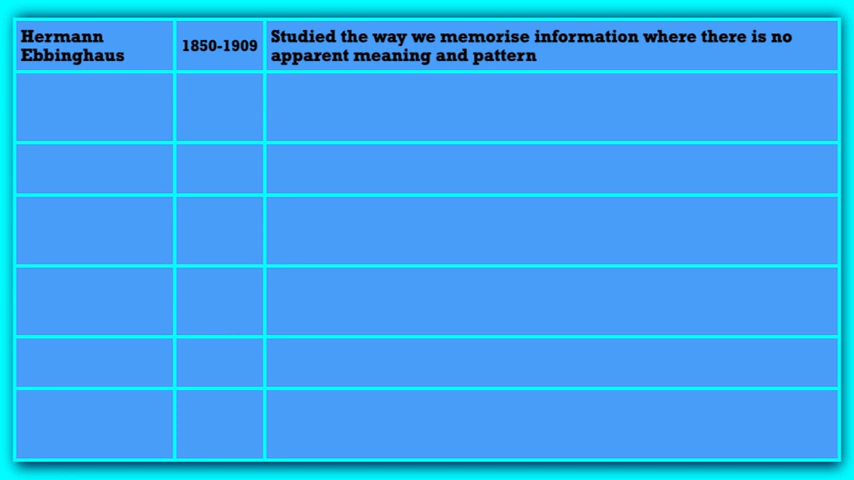 Hermann
Ebbinghaus
1850-1909
Studied the way we memorise information where there is no
apparent meaning and pattern